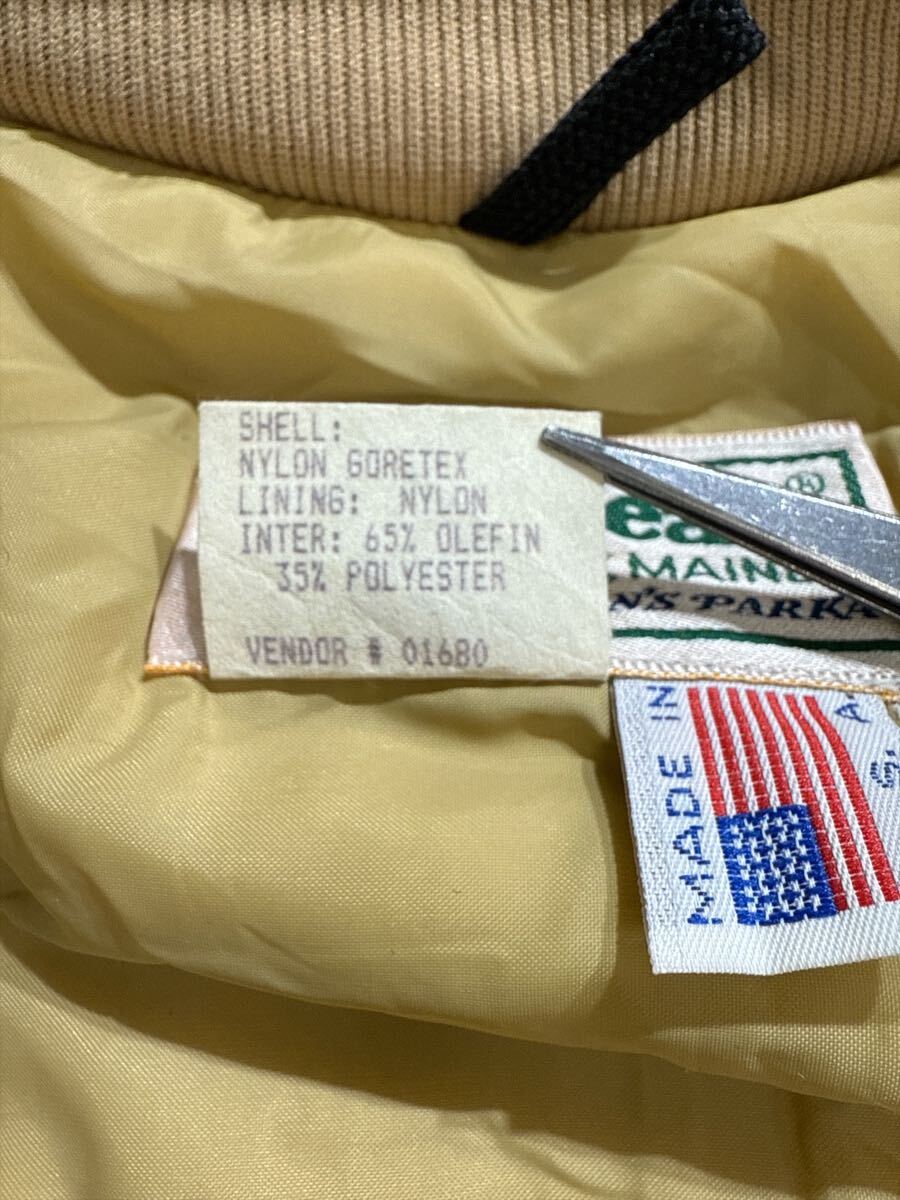 SHELL:
NYLON GORETEX
LINING: NYLON
INTER: 65% OLEFIN
35% POLYESTER
VENDOR # 01680
®
MAINE
N'S PARKA
MADE IN